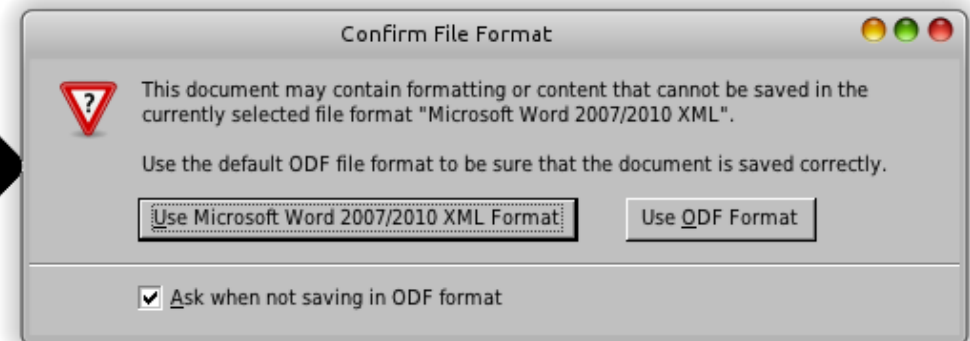 Confirm File Format
?
This document may contain formatting or content that cannot be saved in the
currently selected file format "Microsoft Word 2007/2010 XML".
Use the default ODF file format to be sure that the document is saved correctly.
Use Microsoft Word 2007/2010 XML Format
Use ODF Format
Ask when not saving in ODF format